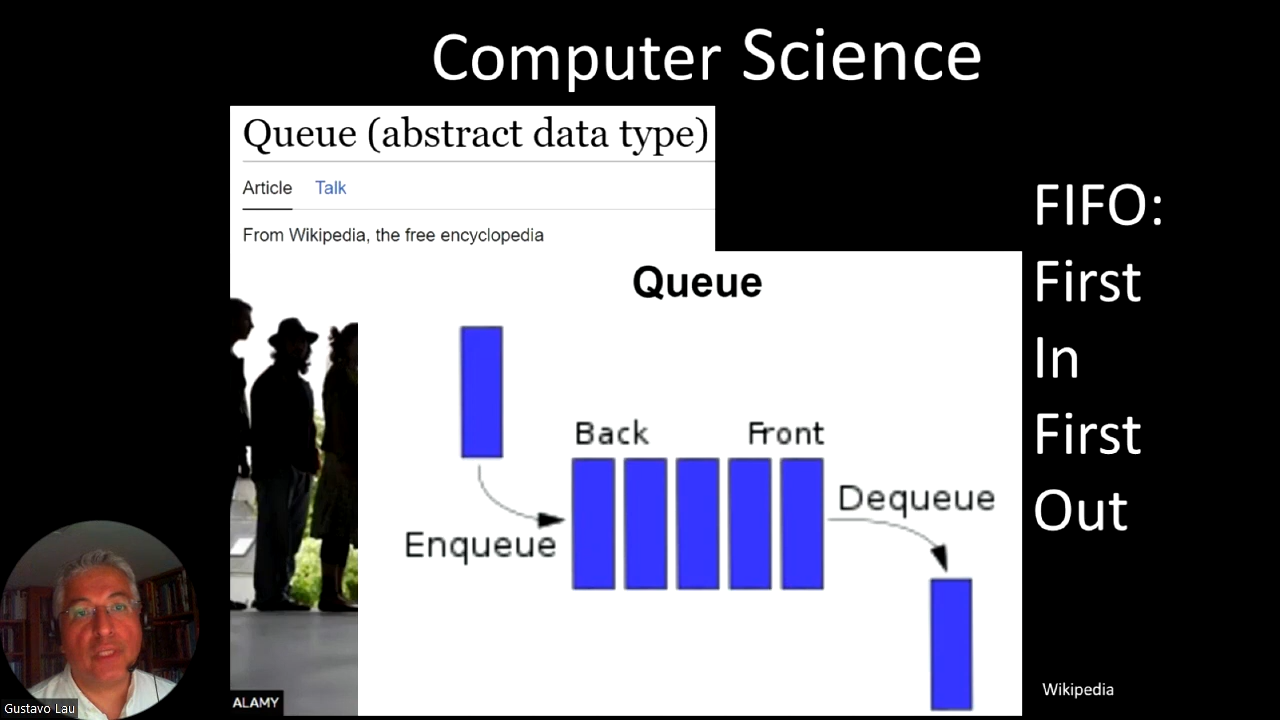 Computer Science
Queue (abstract data type)
Article Talk
From Wikipedia, the free encyclopedia
Queue
Back Front
Dequeue
Enqueue
FIFO:
First
In
First
Out
ALAMY
Wikipedia
Gustavo Lau